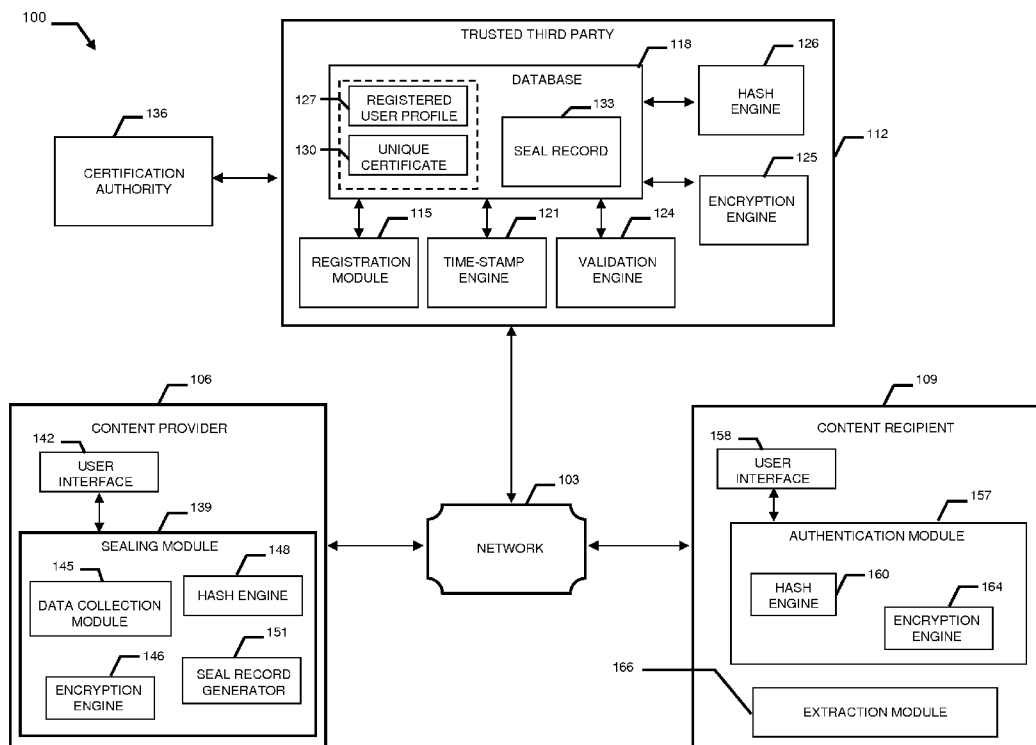 100
TRUSTED THIRD PARTY
118
126
DATABASE
127
REGISTERED
USER PROFILE
133
HASH
ENGINE
136
130
UNIQUE
CERTIFICATE
SEAL RECORD
112
CERTIFICATION
AUTHORITY
125
ENCRYPTION
ENGINE
115
121
124
REGISTRATION
MODULE
TIME-STAMP
ENGINE
VALIDATION
ENGINE
106
CONTENT PROVIDER
142
USER
INTERFACE
139
SEALING MODULE
145
148
DATA COLLECTION
MODULE
HASH ENGINE
146
151
ENCRYPTION
ENGINE
SEAL RECORD
GENERATOR
103
NETWORK
109
CONTENT RECIPIENT
158
USER
INTERFACE
157
AUTHENTICATION MODULE
HASH
ENGINE
160
164
ENCRYPTION
ENGINE
166
EXTRACTION MODULE